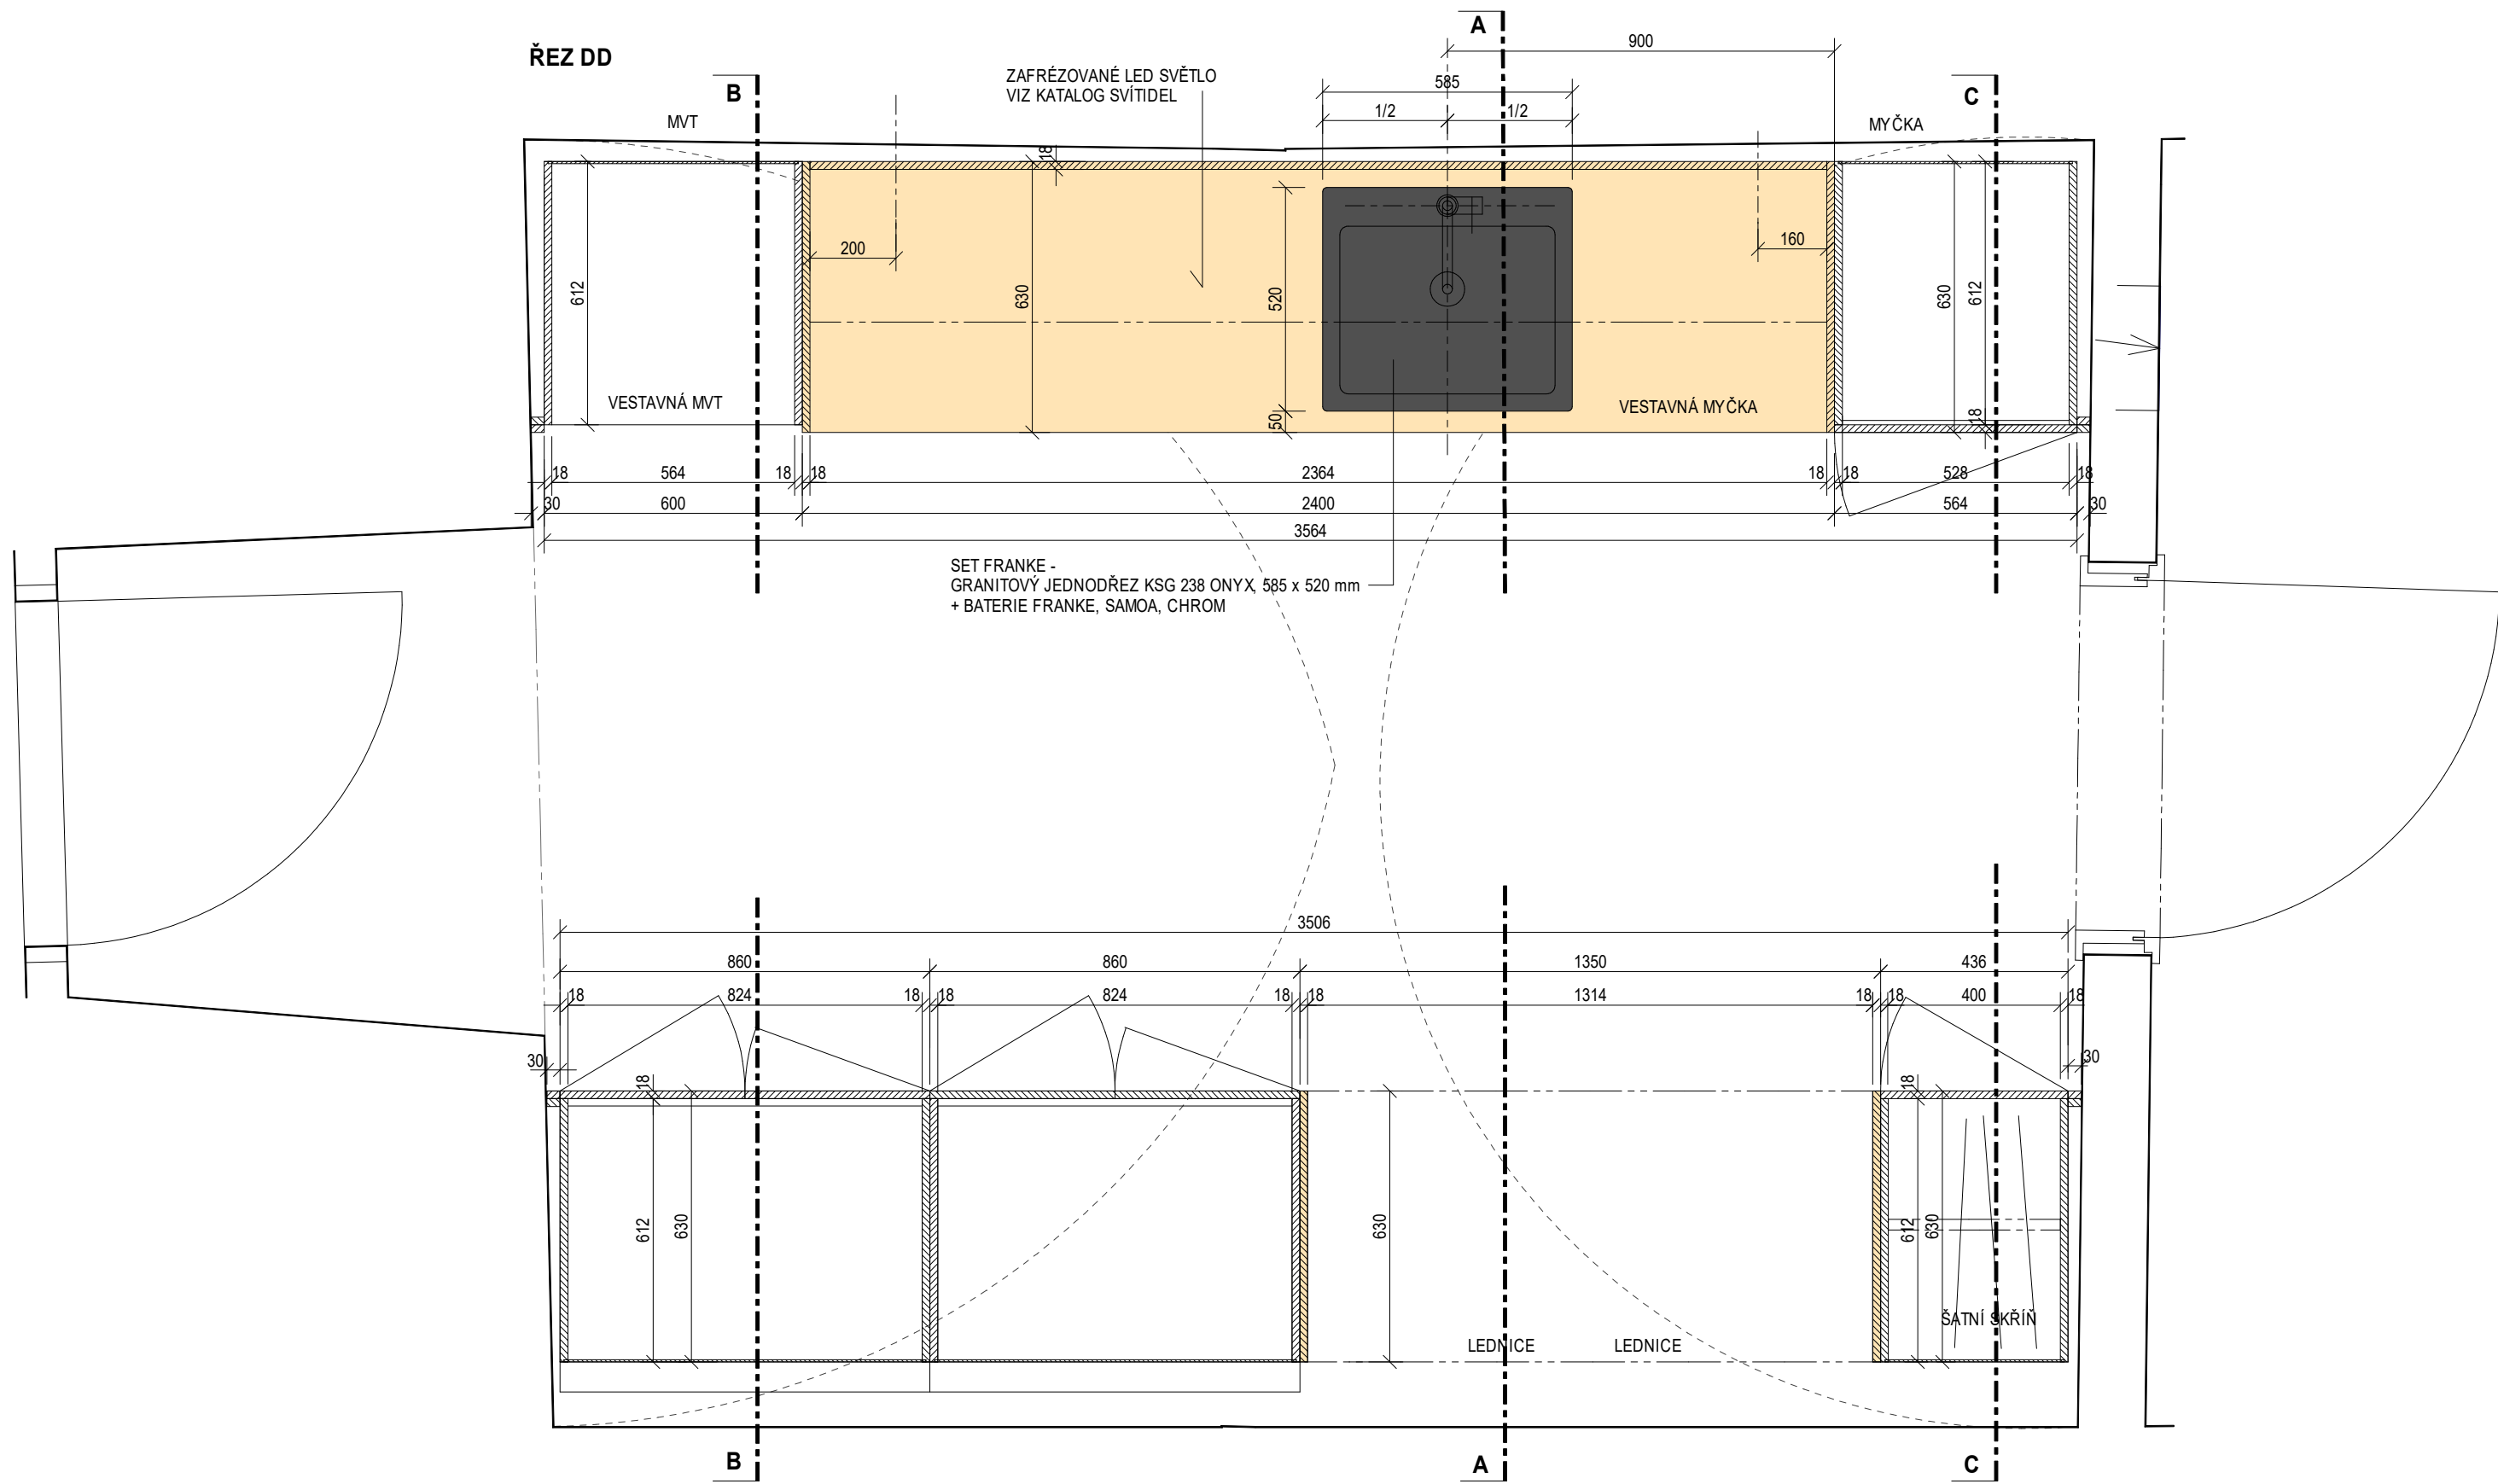 ŘEZ DD
A
900
ZAFRÉZOVANÉ LED SVĚTLO
VIZ KATALOG SVÍTIDEL
585
B
C
1/2
1/2
MVT
MYČKA
18
200
160
612
630
520
630
612
VESTAVNÁ MVT
VESTAVNÁ MYČKA
50
18
18
564
18
18
2364
18
18
528
18
30
600
2400
564
30
3564
SET FRANKE -
GRANITOVÝ JEDNODŘEZ KSG 238 ONYX, 585 x 520 mm
+ BATERIE FRANKE, SAMOA, CHROM
3506
860
860
1350
436
18
824
18
18
824
18
18
1314
18
18
400
18
30
18
18
30
612
630
630
612
630
ŠATNÍ SKŘÍŇ
LEDNICE
LEDNICE
B
A
C